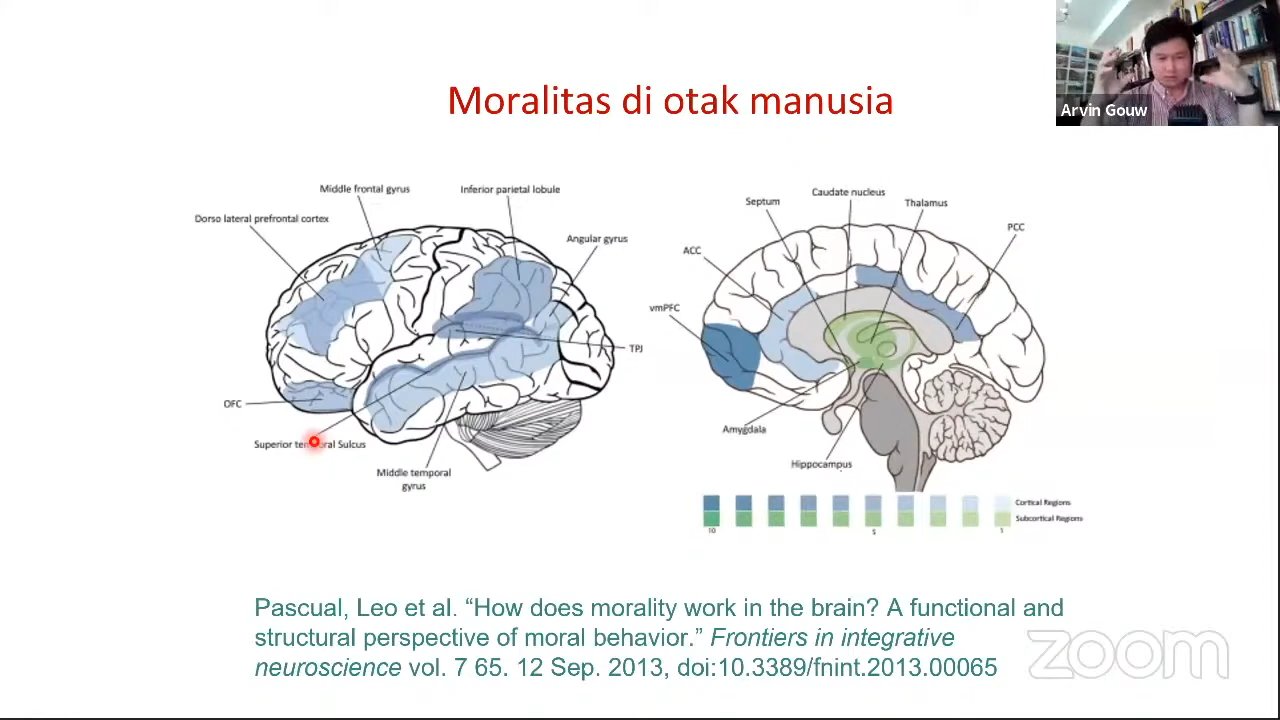 Moralitas di otak manusia
Arvin Gouw
Middle frontal gyrus
Inferior parietal lobule
Dorso lateral prefrontal cortex
Angular gyrus
TPJ
OFC
Superior temporal Sulcus
Middle temporal
gyrus
Caudate nucleus
Septum
Thalamus
PCC
ACC
vmPFC
Amygdala
Hippocampus
Cortical Regions
Subcortical Regions
10 5 1
Pascual, Leo et al. “How does morality work in the brain? A functional and
structural perspective of moral behavior.” Frontiers in integrative
neuroscience vol. 7 65. 12 Sep. 2013, doi:10.3389/fnint.2013.00065
zoom